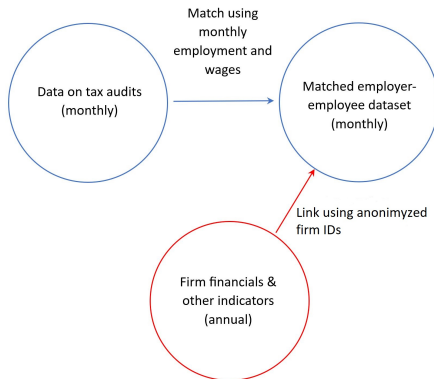 Match using
monthly
employment and
wages
Data on tax audits
(monthly)
Matched employer-
employee dataset
(monthly)
Link using anonimyzed
firm IDs
Firm financials &
other indicators
(annual)